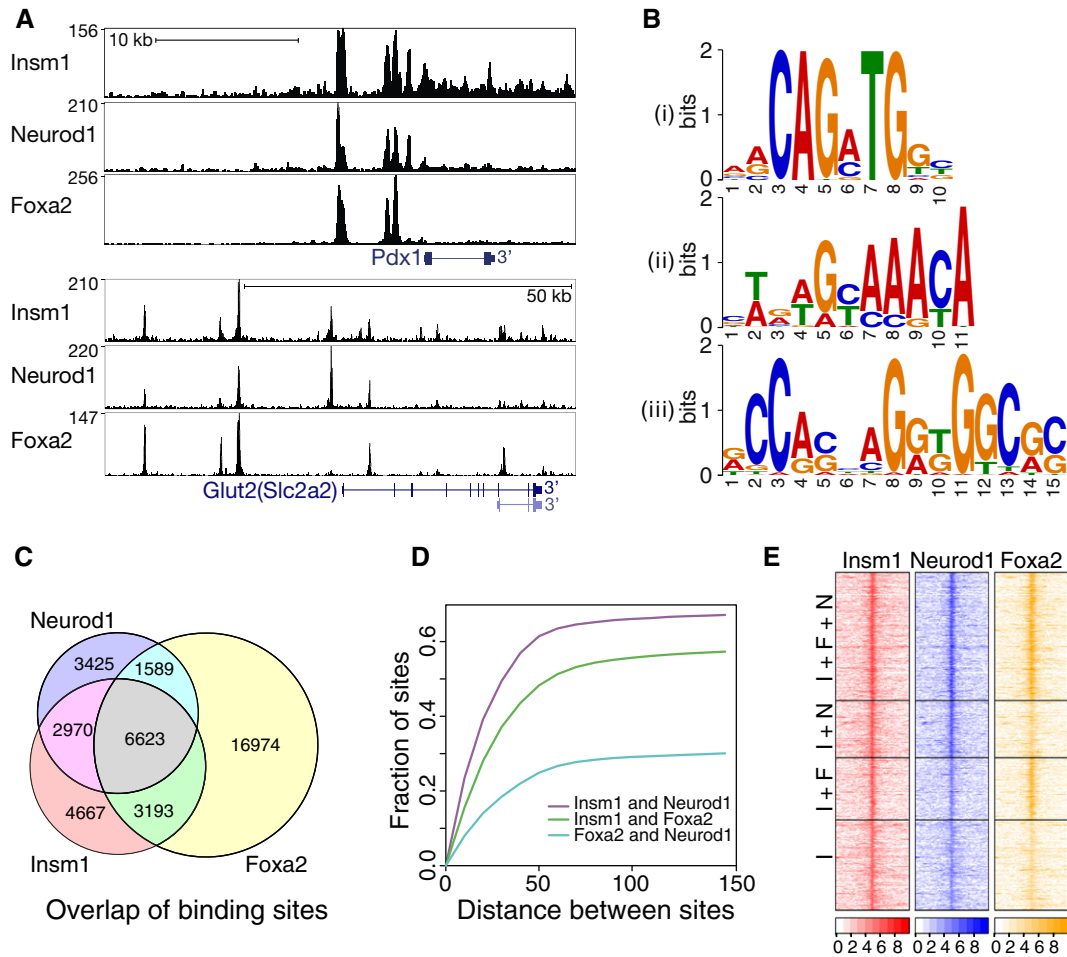 A
156
10 kb
Insm1
210
Neurod1
256
Foxa2
Pdx1 3'
210
50 kb
Insm1
220
Neurod1
147
Foxa2
Glut2(Slc2a2) 3'
3'
B
(i)
bits
2
1
0
CAG TG
1 2 3 4 5 6 7 8 9 10
(ii)
bits
2
1
0
1 2 3 4 5 6 7 8 9 10 11
(iii)
bits
2
1
0
1 2 3 4 5 6 7 8 9 10 11 12 13 14 15
C
Neurod1
3425
1589
2970
6623
16974
4667
3193
Insm1
Foxa2
Overlap of binding sites
D
Fraction of sites
0.6
0.4
0.2
0.0
Insm1 and Neurod1
Insm1 and Foxa2
Foxa2 and Neurod1
0 50 100 150
Distance between sites
E
Insm1 Neurod1 Foxa2
I + F + N
I + N
I + F
I
0 2 4 6 8
0 2 4 6 8
0 2 4 6 8